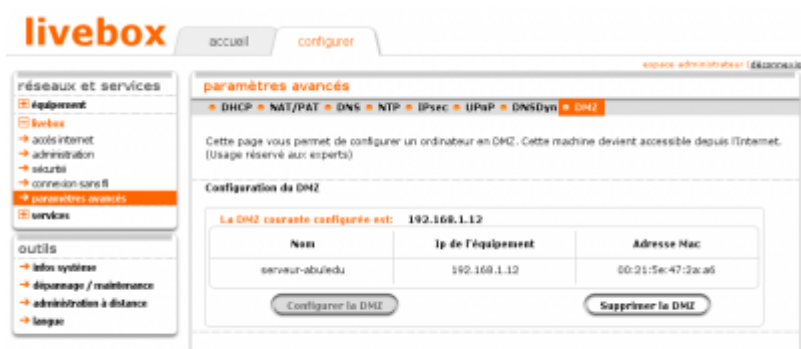 livebox
accueil
configurer
espace administrateur (déconnexio
réseaux et services
équipement
livebox
accès internet
administration
sécurité
connexion sans fil
paramètres avancés
services
outils
infos système
dépannage / maintenance
administration à distance
langue
paramètres avancés
DHCP NAT/PAT DNS NTP IPsec UPnP DNSDyn DMZ
Cette page vous permet de configurer un ordinateur en DMZ. Cette machine devient accessible depuis l'Internet.
(Usage réservé aux experts)
Configuration du DMZ
La DMZ courante configurée est: 192.168.1.12
Nom Ip de l'équipement Adresse Mac
serveur-abuledu 192.168.1.12 00:21:5e:47:2a:a6
Configurer la DMZ Supprimer la DMZ